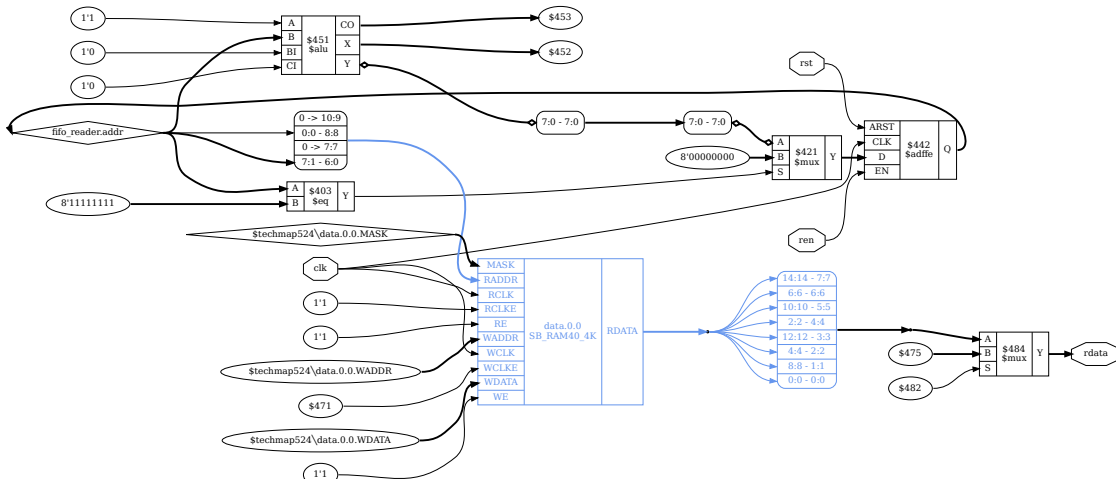 1'1
1'0
1'0
A
B
BI
CI
$451
$alu
CO
X
Y
$453
$452
fifo_reader.addr
0 -> 10:9
0:0 - 8:8
0 -> 7:7
7:1 - 6:0
7:0 - 7:0
7:0 - 7:0
8'00000000
A
B
S
$421
$mux
Y
rst
ARST
CLK
D
EN
$442
$adffe
Q
ren
8'11111111
A
B
$403
$eq
Y
$techmap524\data.0.0.MASK
clk
1'1
1'1
$techmap524\data.0.0.WADDR
$471
$techmap524\data.0.0.WDATA
1'1
MASK
RADDR
RCLK
RCLKE
RE
WADDR
WCLK
WCLKE
WDATA
WE
data.0.0
SB_RAM40_4K
RDATA
14:14 - 7:7
6:6 - 6:6
10:10 - 5:5
2:2 - 4:4
12:12 - 3:3
4:4 - 2:2
8:8 - 1:1
0:0 - 0:0
$475
$482
A
B
S
$484
$mux
Y
rdata